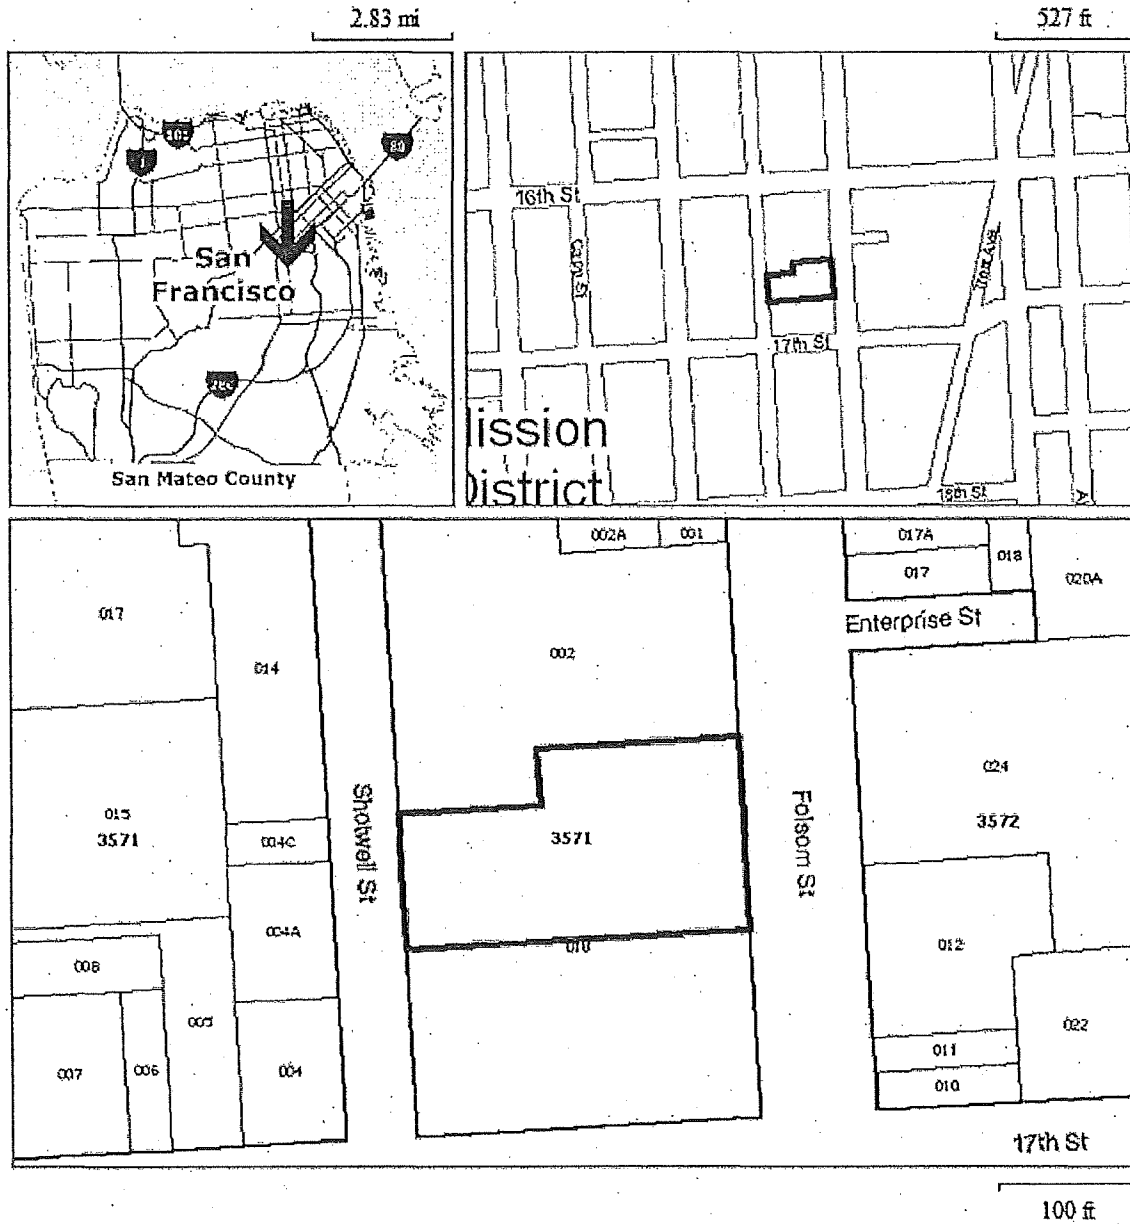 2.83 mi
527 ft
101
1
80
San
Francisco
280
San Mateo County
16th St
Capp St
17th St
lission
District
18th St
A
002A
001
017A
018
017
020A
017
Enterprise St
014
002
024
Shotwell St
Folsom St
015
3571
004C
3571
3572
004A
010
012
008
005
022
007
006
004
011
010
17th St
100 ft